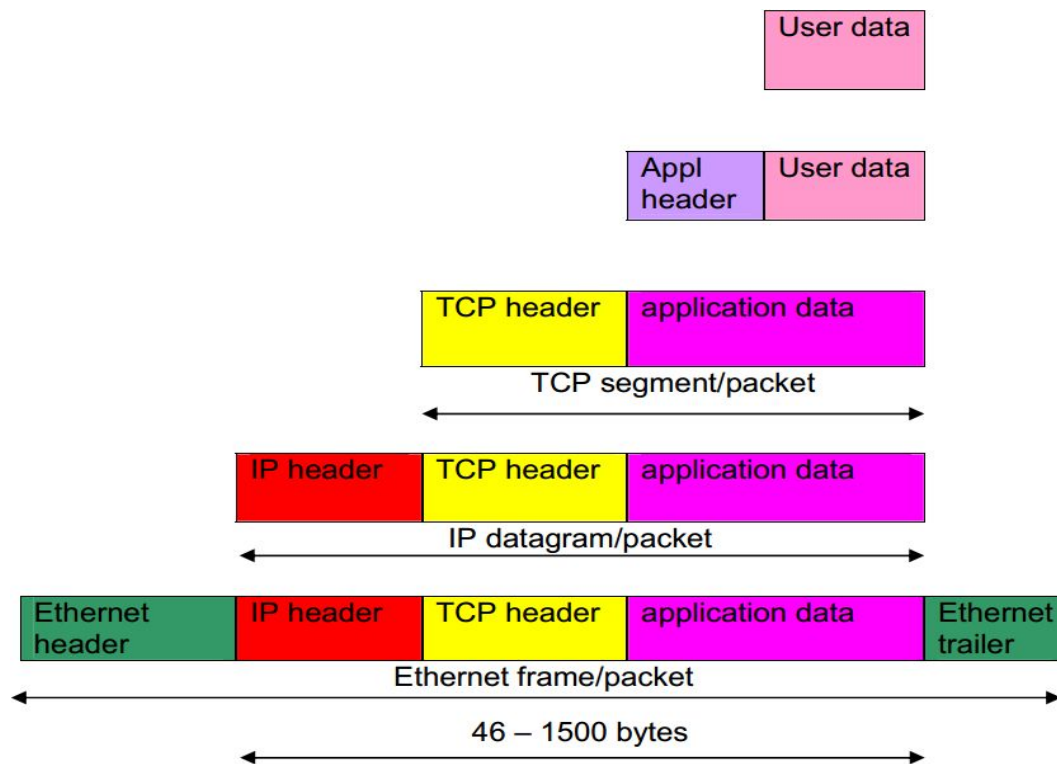 User data
Appl User data
header
TCP header application data
TCP segment/packet
IP header TCP header application data
IP datagram/packet
Ethernet IP header TCP header application data Ethernet
header trailer
Ethernet frame/packet
46 – 1500 bytes